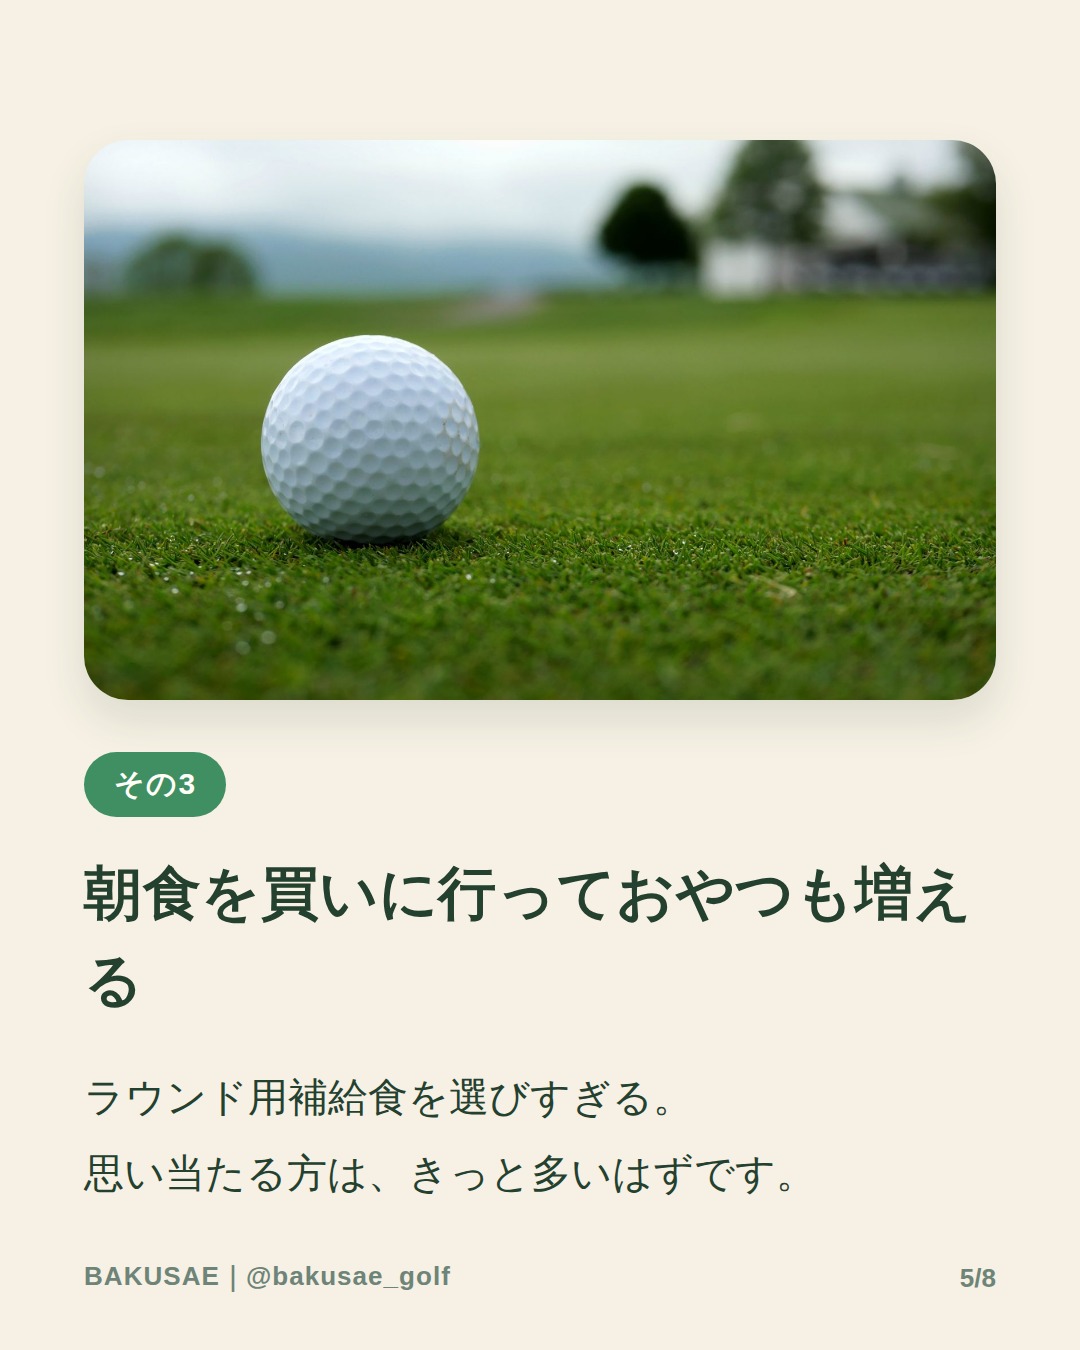 その3
朝食を買いに行っておやつも増え
る
ラウンド用補給食を選びすぎる。
思い当たる方は、きっと多いはずです。
BAKUSAE | @bakusae_golf
5/8